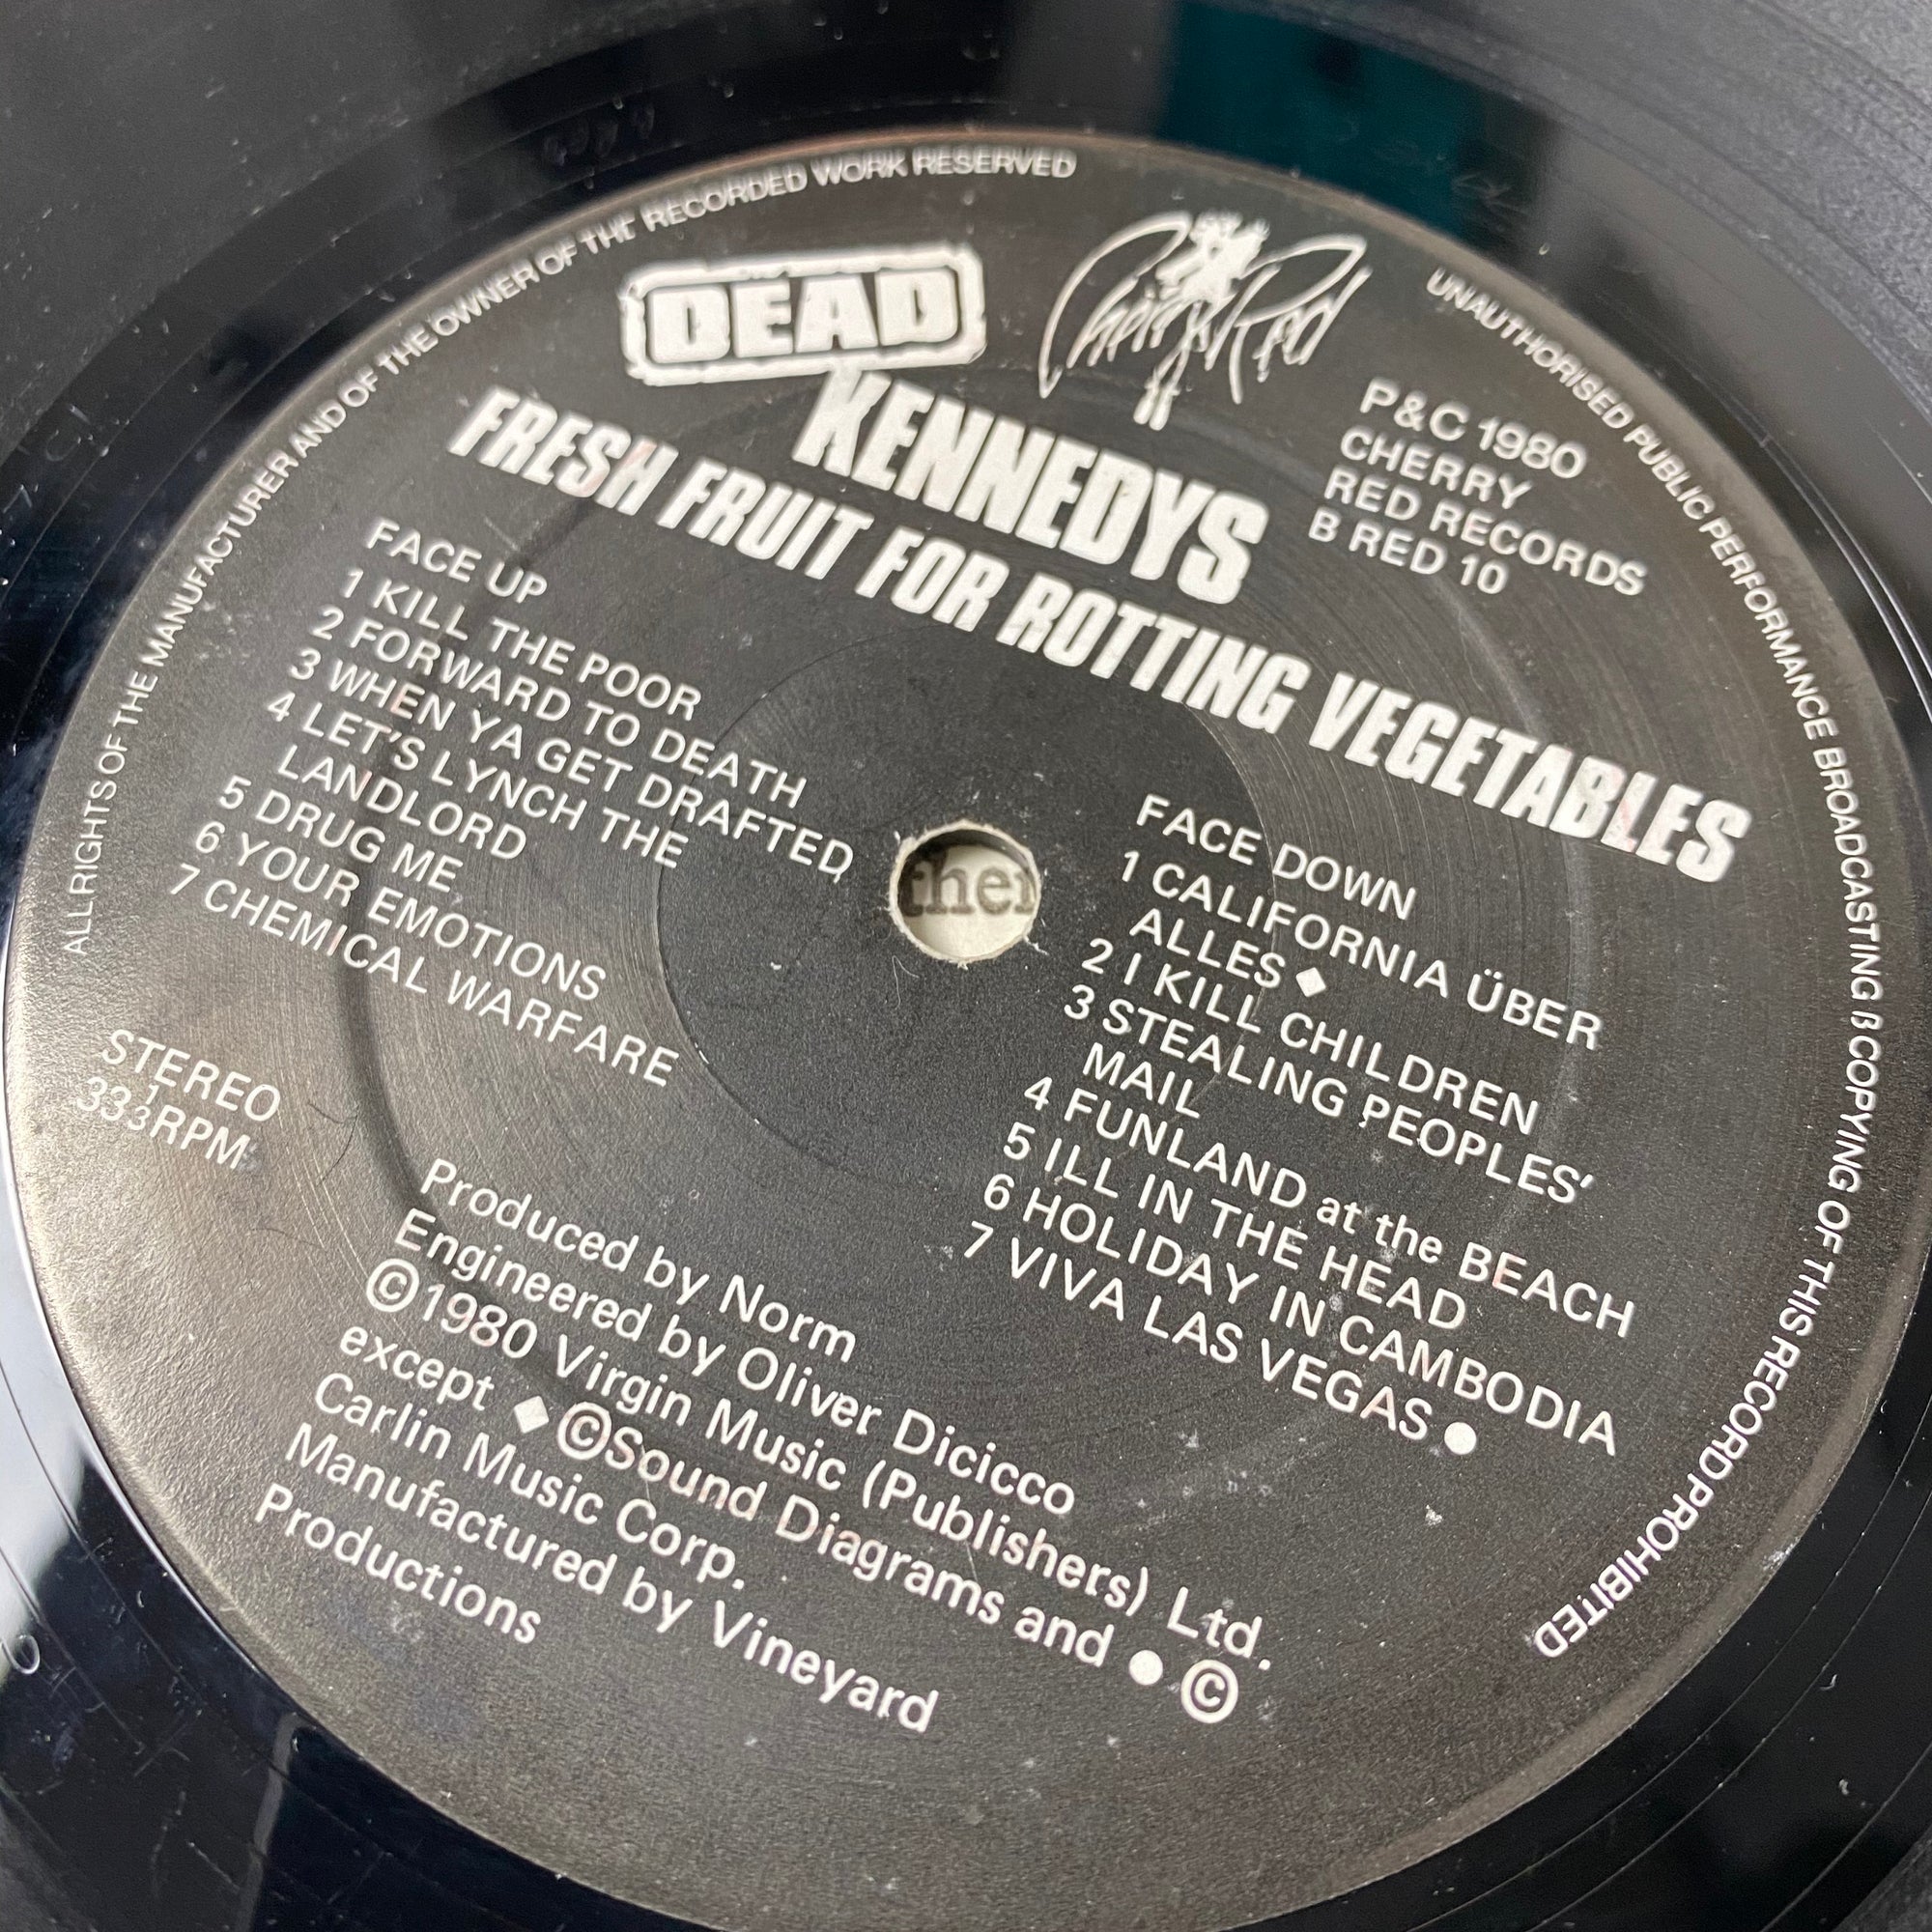 ALL RIGHTS OF THE MANUFACTURER AND OF THE OWNER OF THE RECORDED WORK RESERVED
UNAUTHORISED PUBLIC PERFORMANCE BROADCASTING & COPYING OF THIS RECORD PROHIBITED
DEAD
KENNEDYS
Cherry Red
P&C 1980
CHERRY
RED RECORDS
B RED 10
FRESH FRUIT FOR ROTTING VEGETABLES
FACE UP
1 KILL THE POOR
2 FORWARD TO DEATH
3 WHEN YA GET DRAFTED
4 LET'S LYNCH THE
LANDLORD
5 DRUG ME
6 YOUR EMOTIONS
7 CHEMICAL WARFARE
ther
FACE DOWN
1 CALIFORNIA ÜBER
ALLES ◆
2 I KILL CHILDREN
3 STEALING PEOPLES'
MAIL
4 FUNLAND at the BEACH
5 ILL IN THE HEAD
6 HOLIDAY IN CAMBODIA
7 VIVA LAS VEGAS ●
STEREO
33⅓RPM
Produced by Norm
Engineered by Oliver Dicicco
©1980 Virgin Music (Publishers) Ltd.
except ◆ ©Sound Diagrams and ● ©
Carlin Music Corp.
Manufactured by Vineyard
Productions